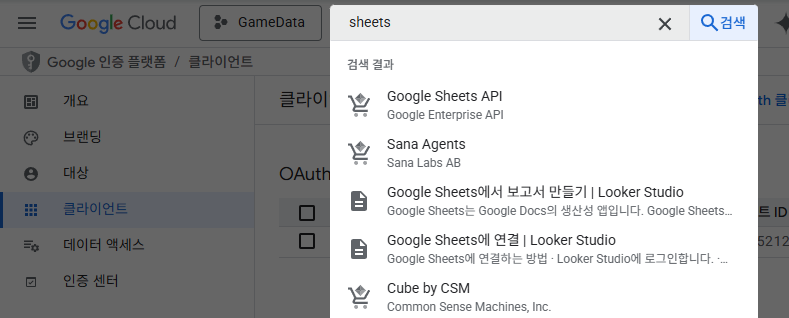 Google Cloud
GameData
sheets
검색
Google 인증 플랫폼 / 클라이언트
검색 결과
개요
브랜딩
대상
클라이언트
데이터 액세스
인증 센터
클라이
th 클
OAuth
트 ID
5212
Google Sheets API
Google Enterprise API
Sana Agents
Sana Labs AB
Google Sheets에서 보고서 만들기 | Looker Studio
Google Sheets는 Google Docs의 생산성 앱입니다. Google Sheets...
Google Sheets에 연결 | Looker Studio
Google Sheets에 연결하는 방법 · Looker Studio에 로그인합니다. ·...
Cube by CSM
Common Sense Machines, Inc.